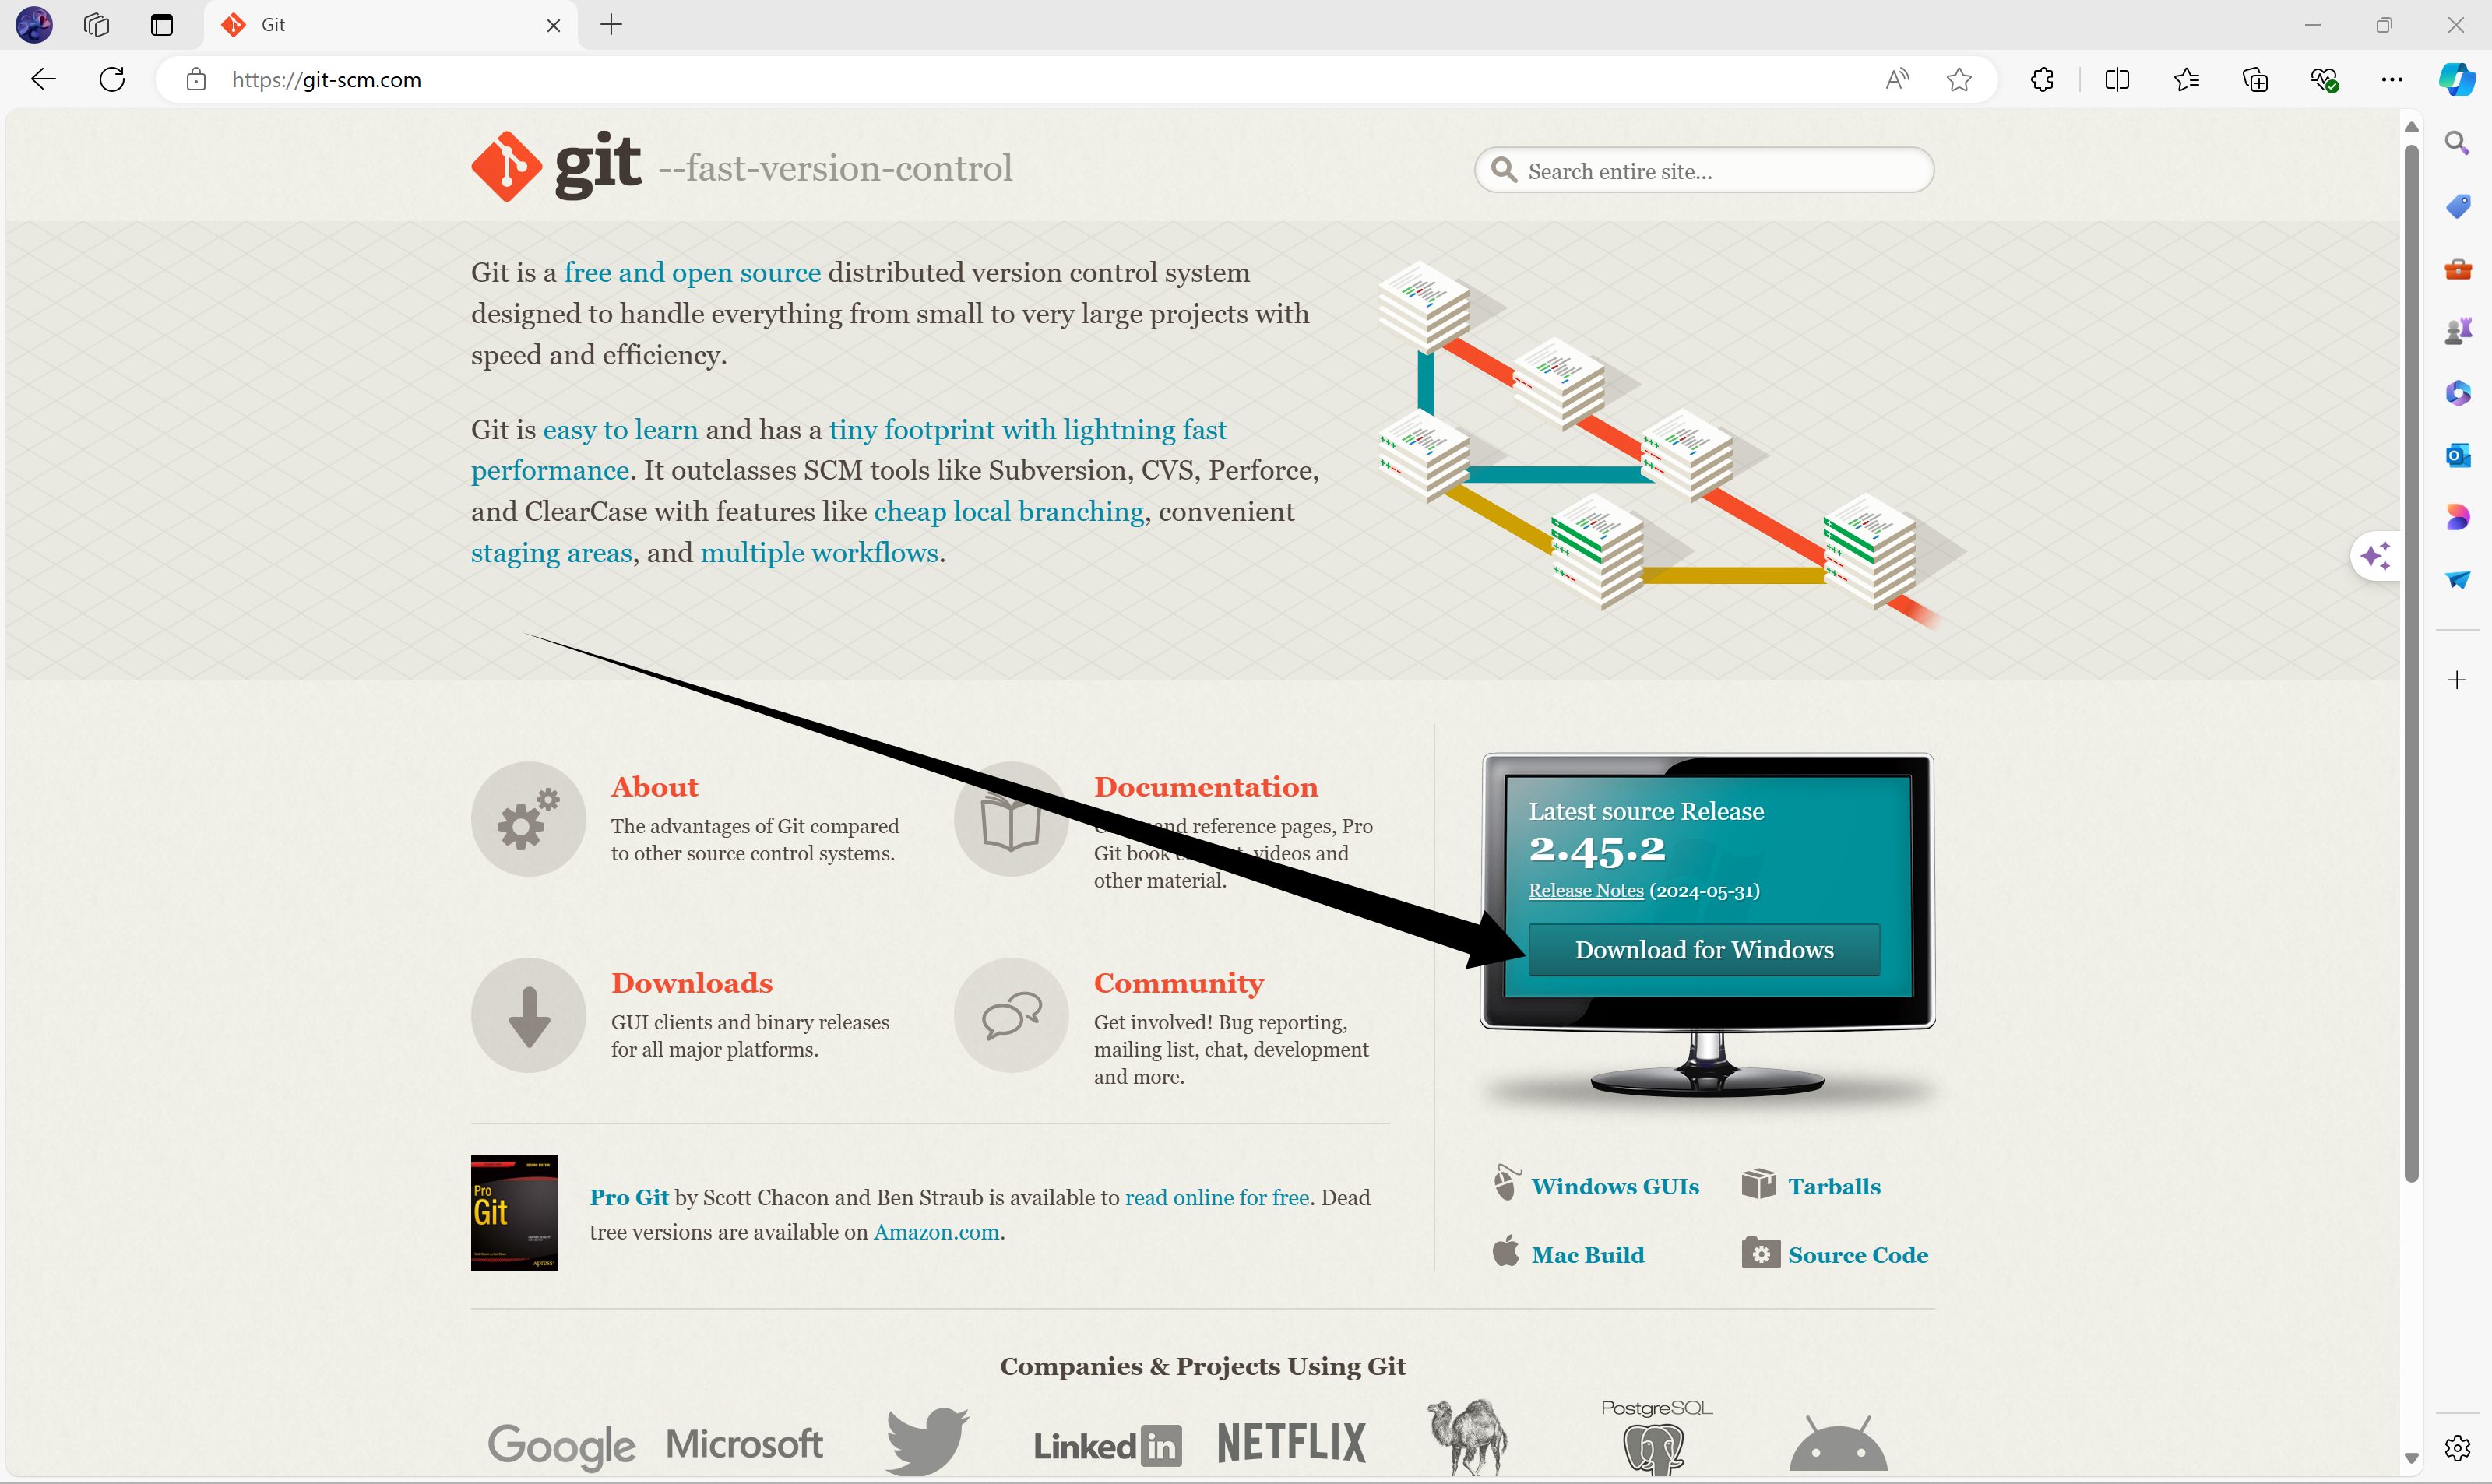 Git
https://git-scm.com
git --fast-version-control
Search entire site...
Git is a free and open source distributed version control system
designed to handle everything from small to very large projects with
speed and efficiency.
Git is easy to learn and has a tiny footprint with lightning fast
performance. It outclasses SCM tools like Subversion, CVS, Perforce,
and ClearCase with features like cheap local branching, convenient
staging areas, and multiple workflows.
About
The advantages of Git compared
to other source control systems.
Documentation
and reference pages, Pro
Git book videos and
other material.
Downloads
GUI clients and binary releases
for all major platforms.
Community
Get involved! Bug reporting,
mailing list, chat, development
and more.
Latest source Release
2.45.2
Release Notes (2024-05-31)
Download for Windows
Pro
Git
Apress
Pro Git by Scott Chacon and Ben Straub is available to read online for free. Dead
tree versions are available on Amazon.com.
Windows GUIs
Tarballs
Mac Build
Source Code
Companies & Projects Using Git
Google
Microsoft
Linked in
NETFLIX
PostgreSQL